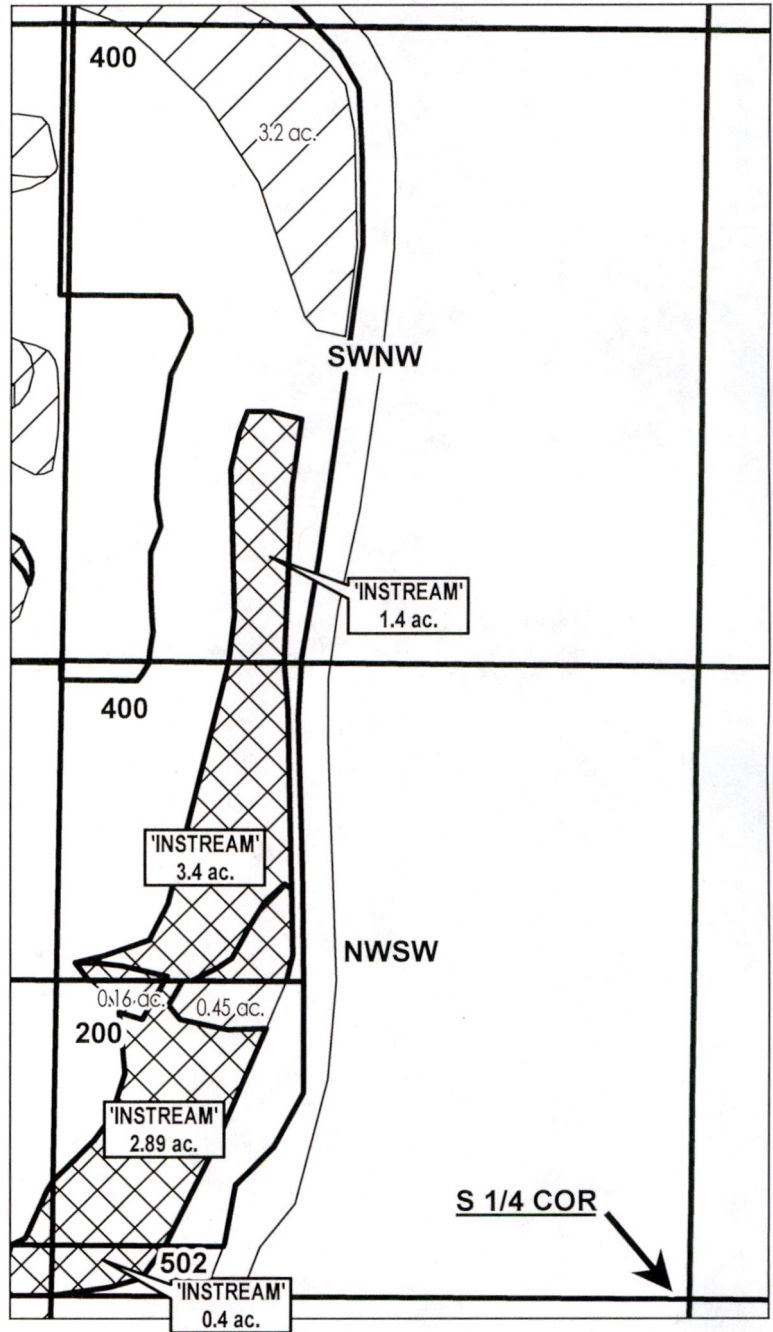 400
3.2 ac.
SWNW
'INSTREAM'
1.4 ac.
400
'INSTREAM'
3.4 ac.
NWSW
0.16 ac.
0.45 ac.
200
'INSTREAM'
2.89 ac.
S 1/4 COR
502
'INSTREAM'
0.4 ac.